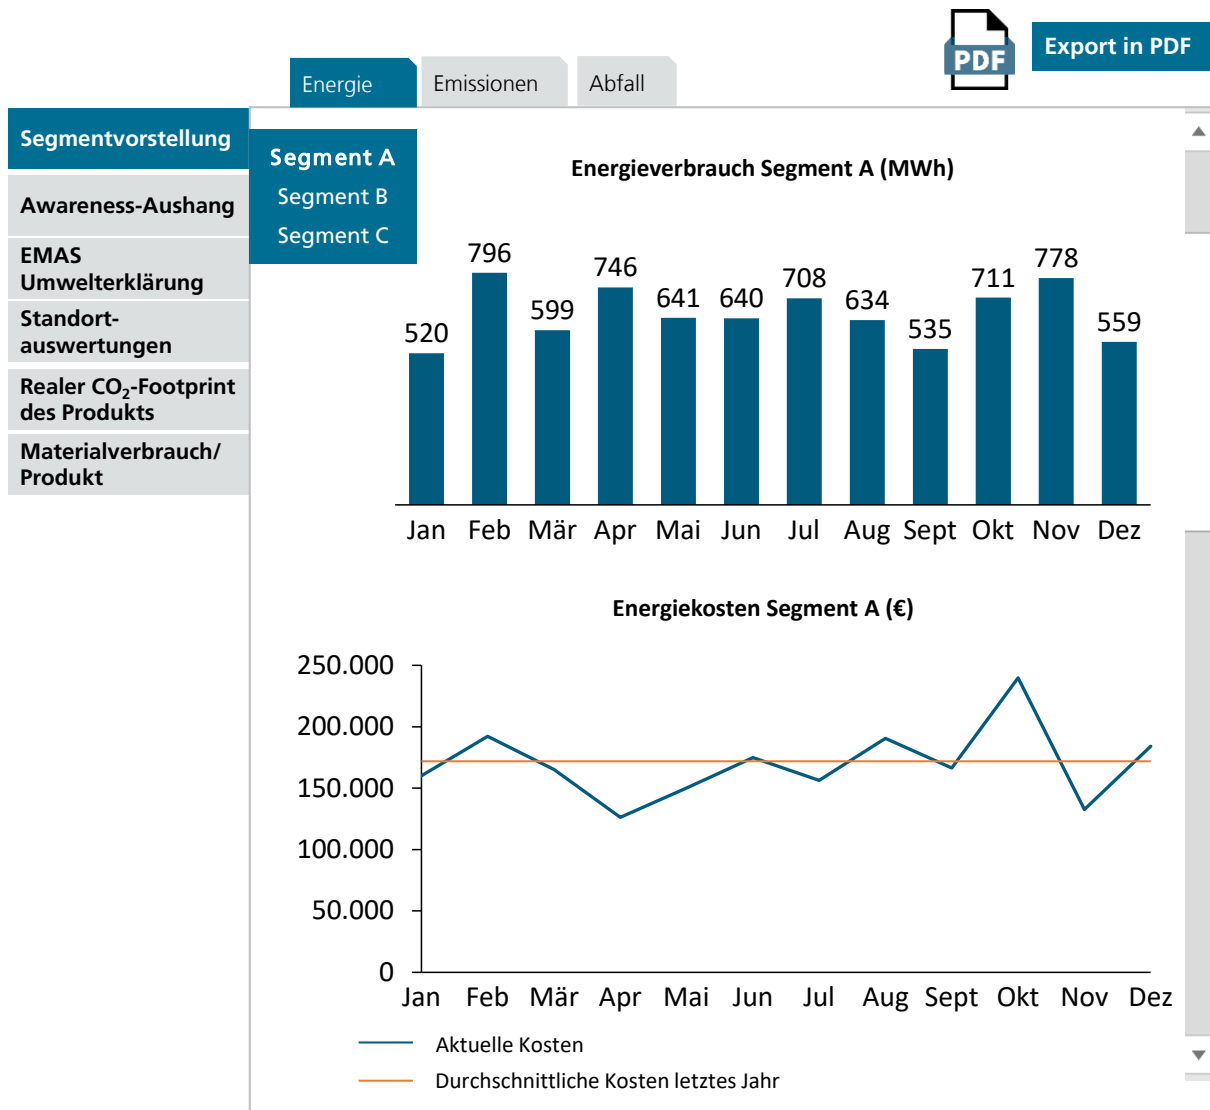 PDF
Export in PDF
Energie
Emissionen
Abfall
Segmentvorstellung
Awareness-Aushang
EMAS
Umwelterklärung
Standort-
auswertungen
Realer CO₂-Footprint
des Produkts
Materialverbrauch/
Produkt
Segment A
Segment B
Segment C
Energieverbrauch Segment A (MWh)
520 796 599 746 641 640 708 634 535 711 778 559
Jan Feb Mär Apr Mai Jun Jul Aug Sept Okt Nov Dez
Energiekosten Segment A (€)
250.000
200.000
150.000
100.000
50.000
0
Jan Feb Mär Apr Mai Jun Jul Aug Sept Okt Nov Dez
Aktuelle Kosten
Durchschnittliche Kosten letztes Jahr